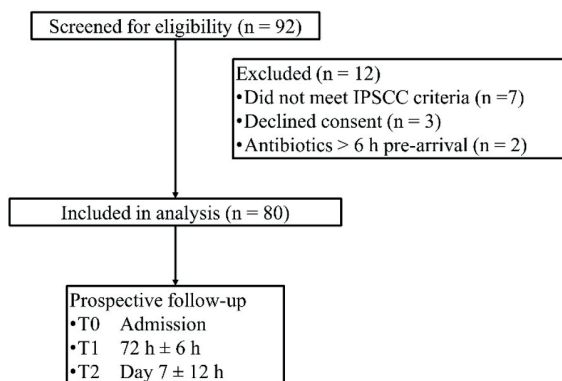 Screened for eligibility (n = 92)
Excluded (n = 12)
•Did not meet IPSCC criteria (n =7)
•Declined consent (n = 3)
•Antibiotics > 6 h pre-arrival (n = 2)
Included in analysis (n = 80)
Prospective follow-up
•T0 Admission
•T1 72 h ± 6 h
•T2 Day 7 ± 12 h